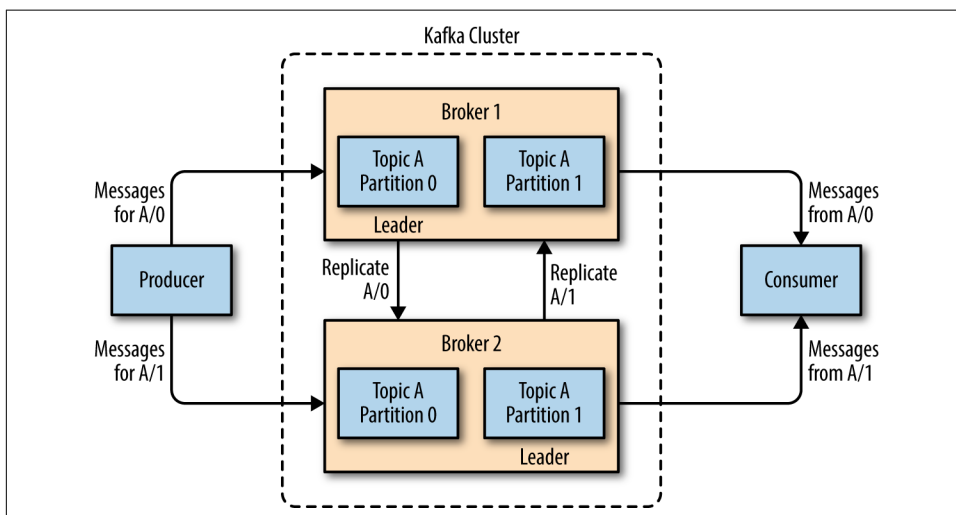 Kafka Cluster
Broker 1
Topic A
Partition 0
Topic A
Partition 1
Leader
Messages
for A/0
Messages
from A/0
Producer
Replicate
A/0
Replicate
A/1
Consumer
Messages
for A/1
Messages
from A/1
Broker 2
Topic A
Partition 0
Topic A
Partition 1
Leader